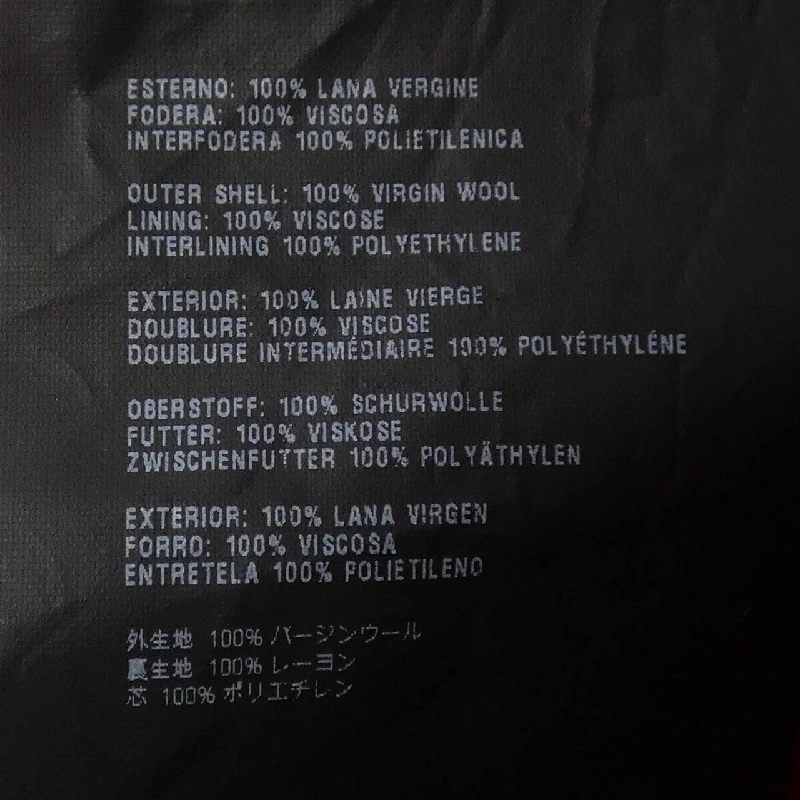 ESTERNO: 100% LANA VERGINE
FODERA: 100% VISCOSA
INTERFODERA 100% POLIETILENICA
OUTER SHELL: 100% VIRGIN WOOL
LINING: 100% VISCOSE
INTERLINING 100% POLYETHYLENE
EXTERIOR: 100% LAINE VIERGE
DOUBLURE: 100% VISCOSE
DOUBLURE INTERMÉDIAIRE 100% POLYÉTHYLÉNE
OBERSTOFF: 100% SCHURWOLLE
FUTTER: 100% VISKOSE
ZWISCHENFUTTER 100% POLYÄTHYLEN
EXTERIOR: 100% LANA VIRGEN
FORRO: 100% VISCOSA
ENTRETELA 100% POLIETILENO
外生地 100% バージンウール
裏生地 100% レーヨン
芯 100% ポリエチレン